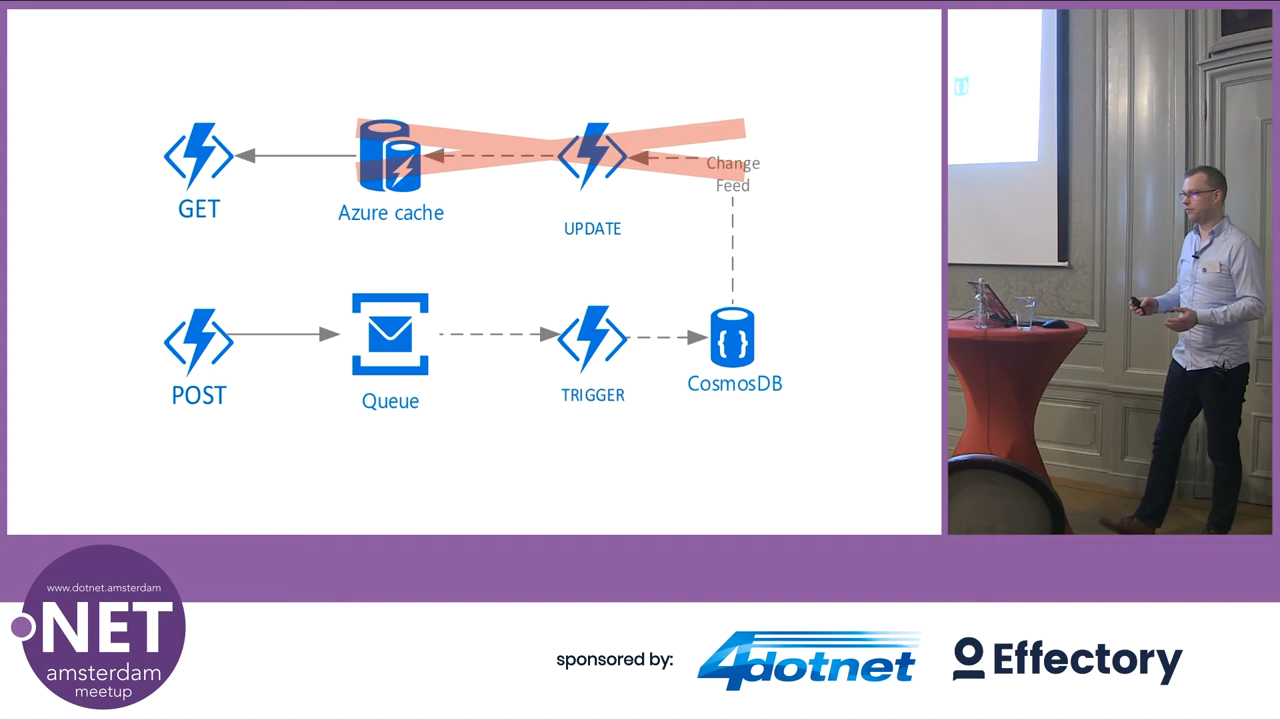 GET
Azure cache
UPDATE
Change
Feed
POST
Queue
TRIGGER
CosmosDB
www.dotnet.amsterdam
NET
amsterdam
meetup
sponsored by:
4dotnet
Effectory